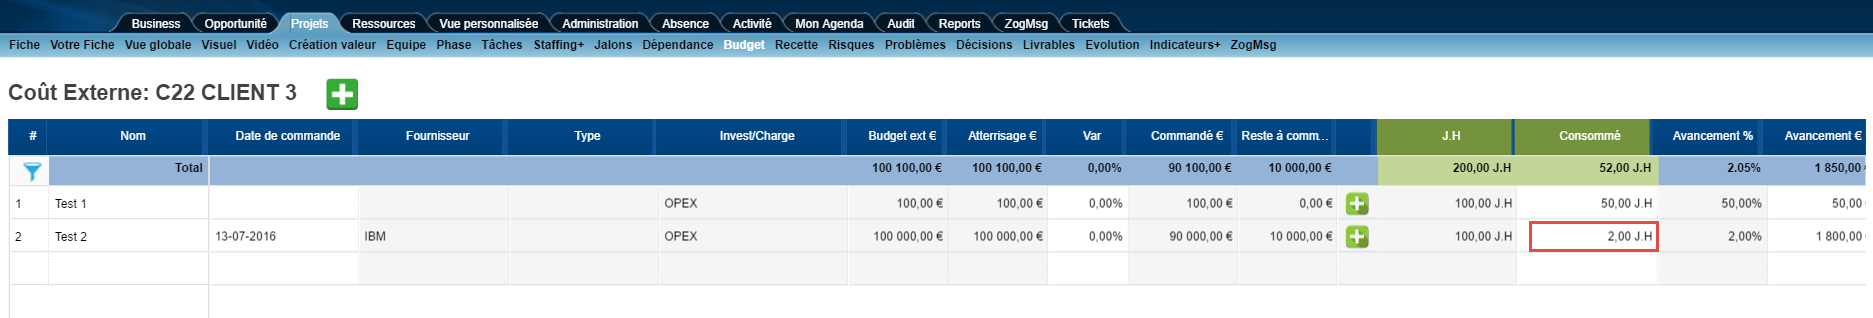 Business Opportunité Projets Ressources Vue personnalisée Administration Absence Activité Mon Agenda Audit Reports ZogMsg Tickets
Fiche Votre Fiche Vue globale Visuel Vidéo Création valeur Equipe Phase Tâches Staffing+ Jalons Dépendance Budget Recette Risques Problèmes Décisions Livrables Evolution Indicateurs+ ZogMsg
Coût Externe: C22 CLIENT 3
# Nom Date de commande Fournisseur Type Invest/Charge Budget ext € Atterrisage € Var Commandé € Reste à comm... J.H Consommé Avancement % Avancement €
Total 100 100,00 € 100 100,00 € 0,00% 90 100,00 € 10 000,00 € 200,00 J.H 52,00 J.H 2.05% 1 850,00
1 Test 1 OPEX 100,00 € 100,00 € 0,00% 100,00 € 0,00 € 100,00 J.H 50,00 J.H 50,00% 50,00
2 Test 2 13-07-2016 IBM OPEX 100 000,00 € 100 000,00 € 0,00% 90 000,00 € 10 000,00 € 100,00 J.H 2,00 J.H 2,00% 1 800,00